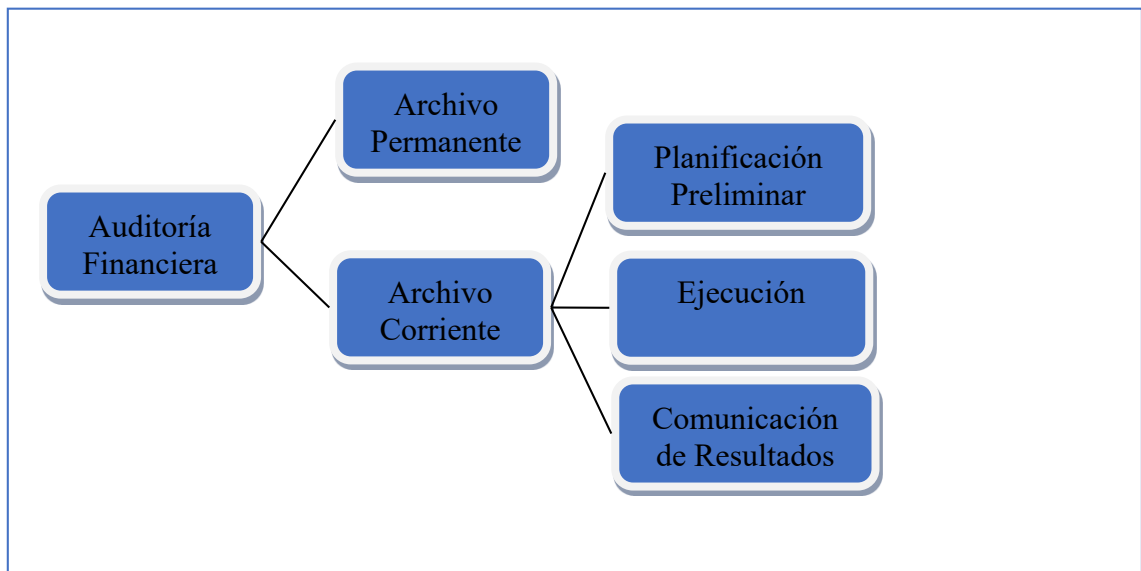 Auditoría
Financiera
Archivo
Permanente
Archivo
Corriente
Planificación
Preliminar
Ejecución
Comunicación
de Resultados